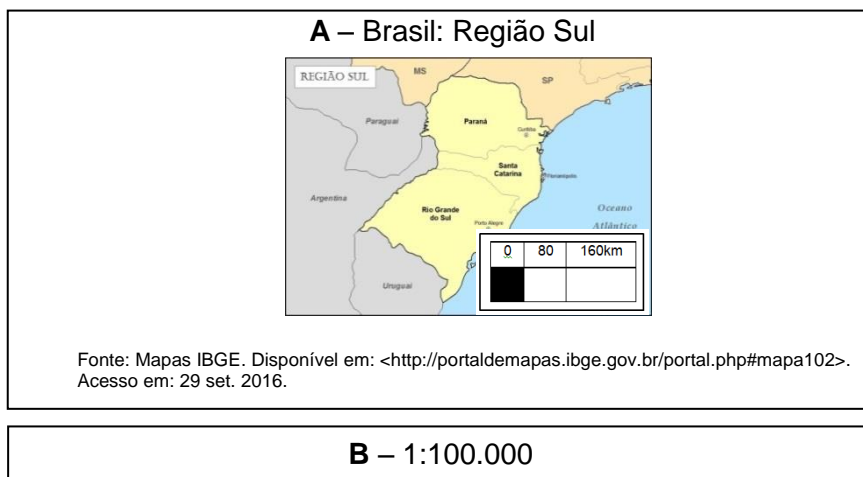 A – Brasil: Região Sul
REGIÃO SUL
MS
SP
Paraguai
Paraná
Curitiba
Santa
Catarina
Florianópolis
Argentina
Rio Grande
do Sul
Porto Alegre
Oceano
Atlântico
0 80 160km
Uruguai
Fonte: Mapas IBGE. Disponível em: <http://portaldemapas.ibge.gov.br/portal.php#mapa102>.
Acesso em: 29 set. 2016.
B – 1:100.000